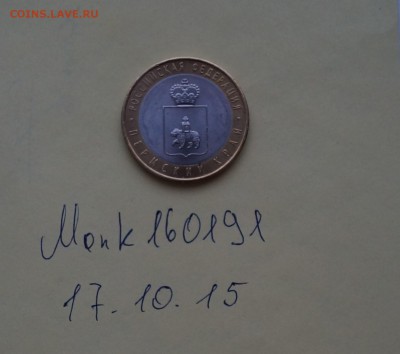 COINS.LAVE.RU
РОССИЙСКАЯ ФЕДЕРАЦИЯ
ПЕРМСКИЙ КРАЙ
Monk160191
17.10.15